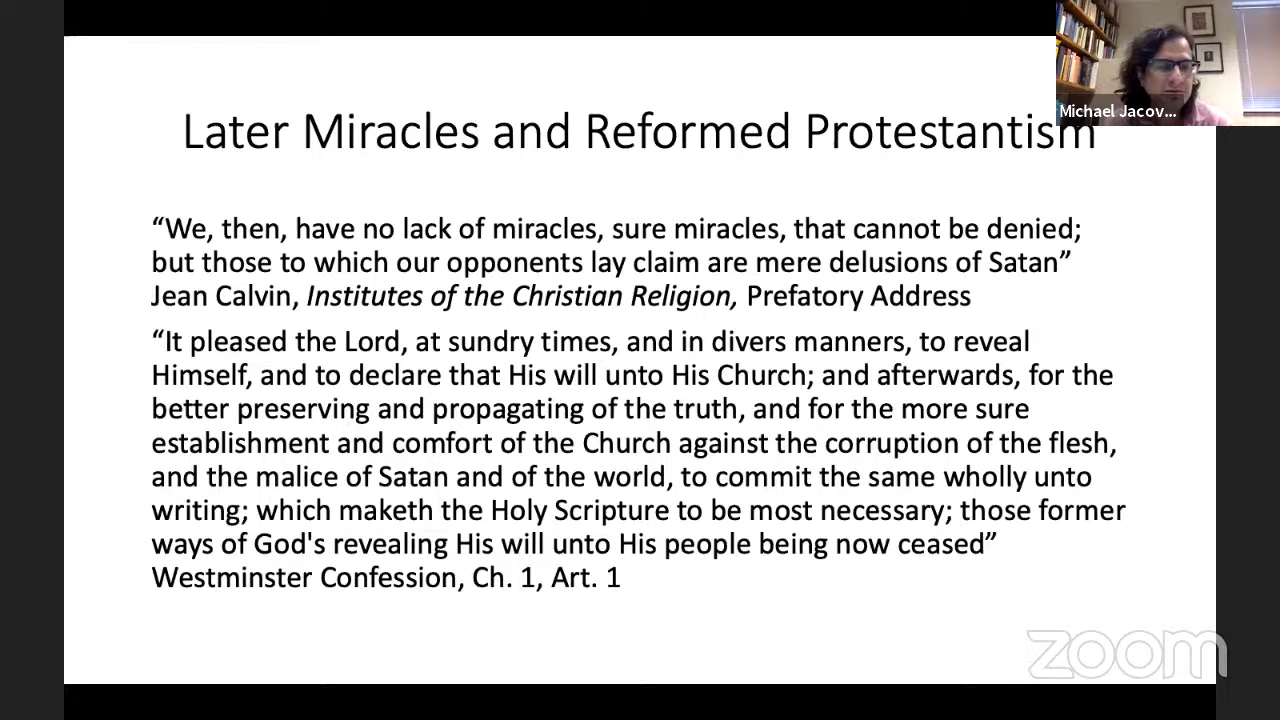 Michael Jacov...
Later Miracles and Reformed Protestantism
“We, then, have no lack of miracles, sure miracles, that cannot be denied;
but those to which our opponents lay claim are mere delusions of Satan”
Jean Calvin, Institutes of the Christian Religion, Prefatory Address
“It pleased the Lord, at sundry times, and in divers manners, to reveal
Himself, and to declare that His will unto His Church; and afterwards, for the
better preserving and propagating of the truth, and for the more sure
establishment and comfort of the Church against the corruption of the flesh,
and the malice of Satan and of the world, to commit the same wholly unto
writing; which maketh the Holy Scripture to be most necessary; those former
ways of God's revealing His will unto His people being now ceased”
Westminster Confession, Ch. 1, Art. 1
zoom